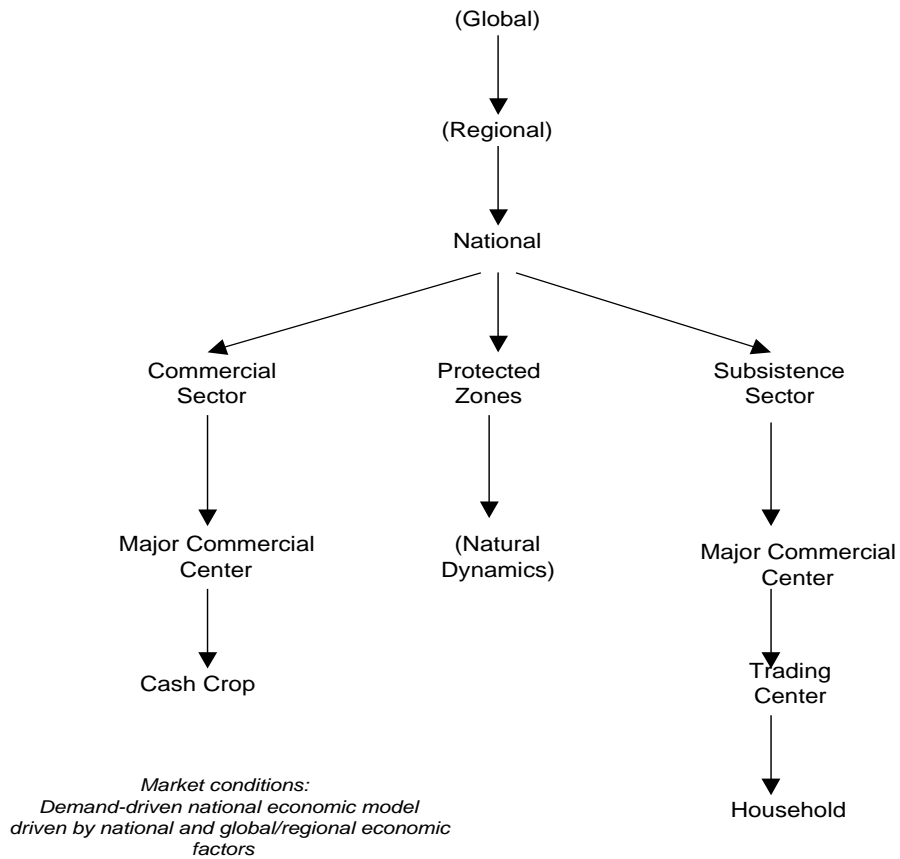 (Global)
(Regional)
National
Commercial
Sector
Protected
Zones
Subsistence
Sector
Major Commercial
Center
(Natural
Dynamics)
Major Commercial
Center
Cash Crop
Trading
Center
Household
Market conditions:
Demand-driven national economic model
driven by national and global/regional economic
factors